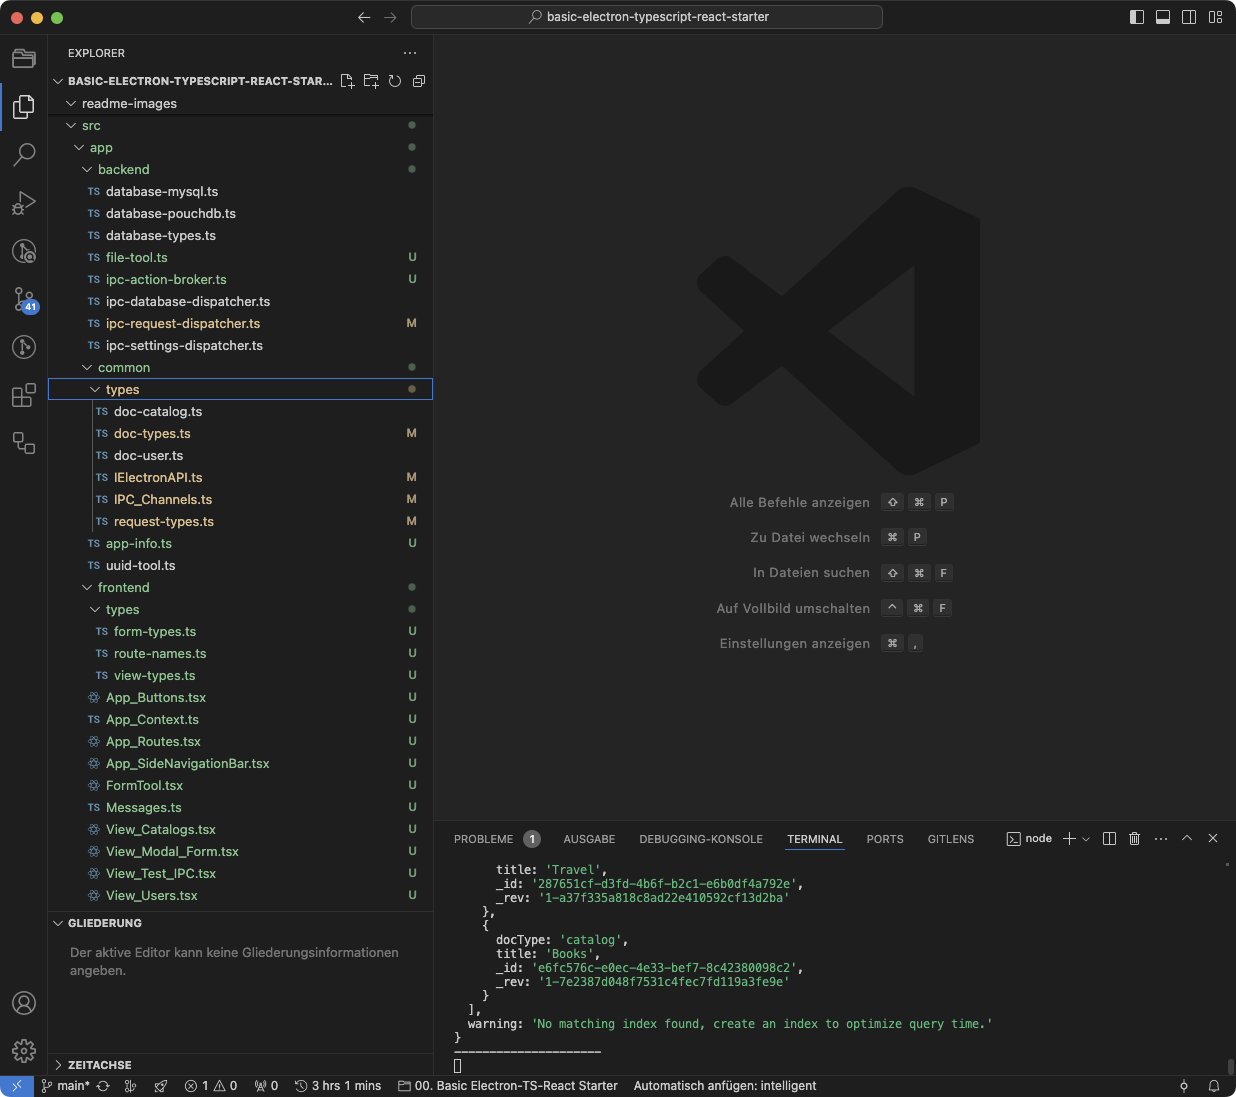 basic-electron-typescript-react-starter
EXPLORER
BASIC-ELECTRON-TYPESCRIPT-REACT-STAR...
readme-images
src
app
backend
TS database-mysql.ts
TS database-pouchdb.ts
TS database-types.ts
TS file-tool.ts U
TS ipc-action-broker.ts U
TS ipc-database-dispatcher.ts
TS ipc-request-dispatcher.ts M
TS ipc-settings-dispatcher.ts
common
types
TS doc-catalog.ts
TS doc-types.ts M
TS doc-user.ts
TS IElectronAPI.ts M
TS IPC_Channels.ts M
TS request-types.ts M
TS app-info.ts U
TS uuid-tool.ts
frontend
types
TS form-types.ts U
TS route-names.ts U
TS view-types.ts U
App_Buttons.tsx U
TS App_Context.ts U
App_Routes.tsx U
App_SideNavigationBar.tsx U
FormTool.tsx U
TS Messages.ts U
View_Catalogs.tsx U
View_Modal_Form.tsx U
View_Test_IPC.tsx U
View_Users.tsx U
GLIEDERUNG
Der aktive Editor kann keine Gliederungsinformationen
angeben.
ZEITACHSE
41
Alle Befehle anzeigen ⇧ ⌘ P
Zu Datei wechseln ⌘ P
In Dateien suchen ⇧ ⌘ F
Auf Vollbild umschalten ^ ⌘ F
Einstellungen anzeigen ⌘ ,
PROBLEME 1 AUSGABE DEBUGGING-KONSOLE TERMINAL PORTS GITLENS node
title: 'Travel',
_id: '287651cf-d3fd-4b6f-b2c1-e6b0df4a792e',
_rev: '1-a37f335a818c8ad22e410592cf13d2ba'
},
{
docType: 'catalog',
title: 'Books',
_id: 'e6fc576c-e0ec-4e33-bef7-8c42380098c2',
_rev: '1-7e2387d048f7531c4fec7fd119a3fe9e'
}
],
warning: 'No matching index found, create an index to optimize query time.'
}
---------------------
main* 1 0 0 3 hrs 1 mins 00. Basic Electron-TS-React Starter Automatisch anfügen: intelligent